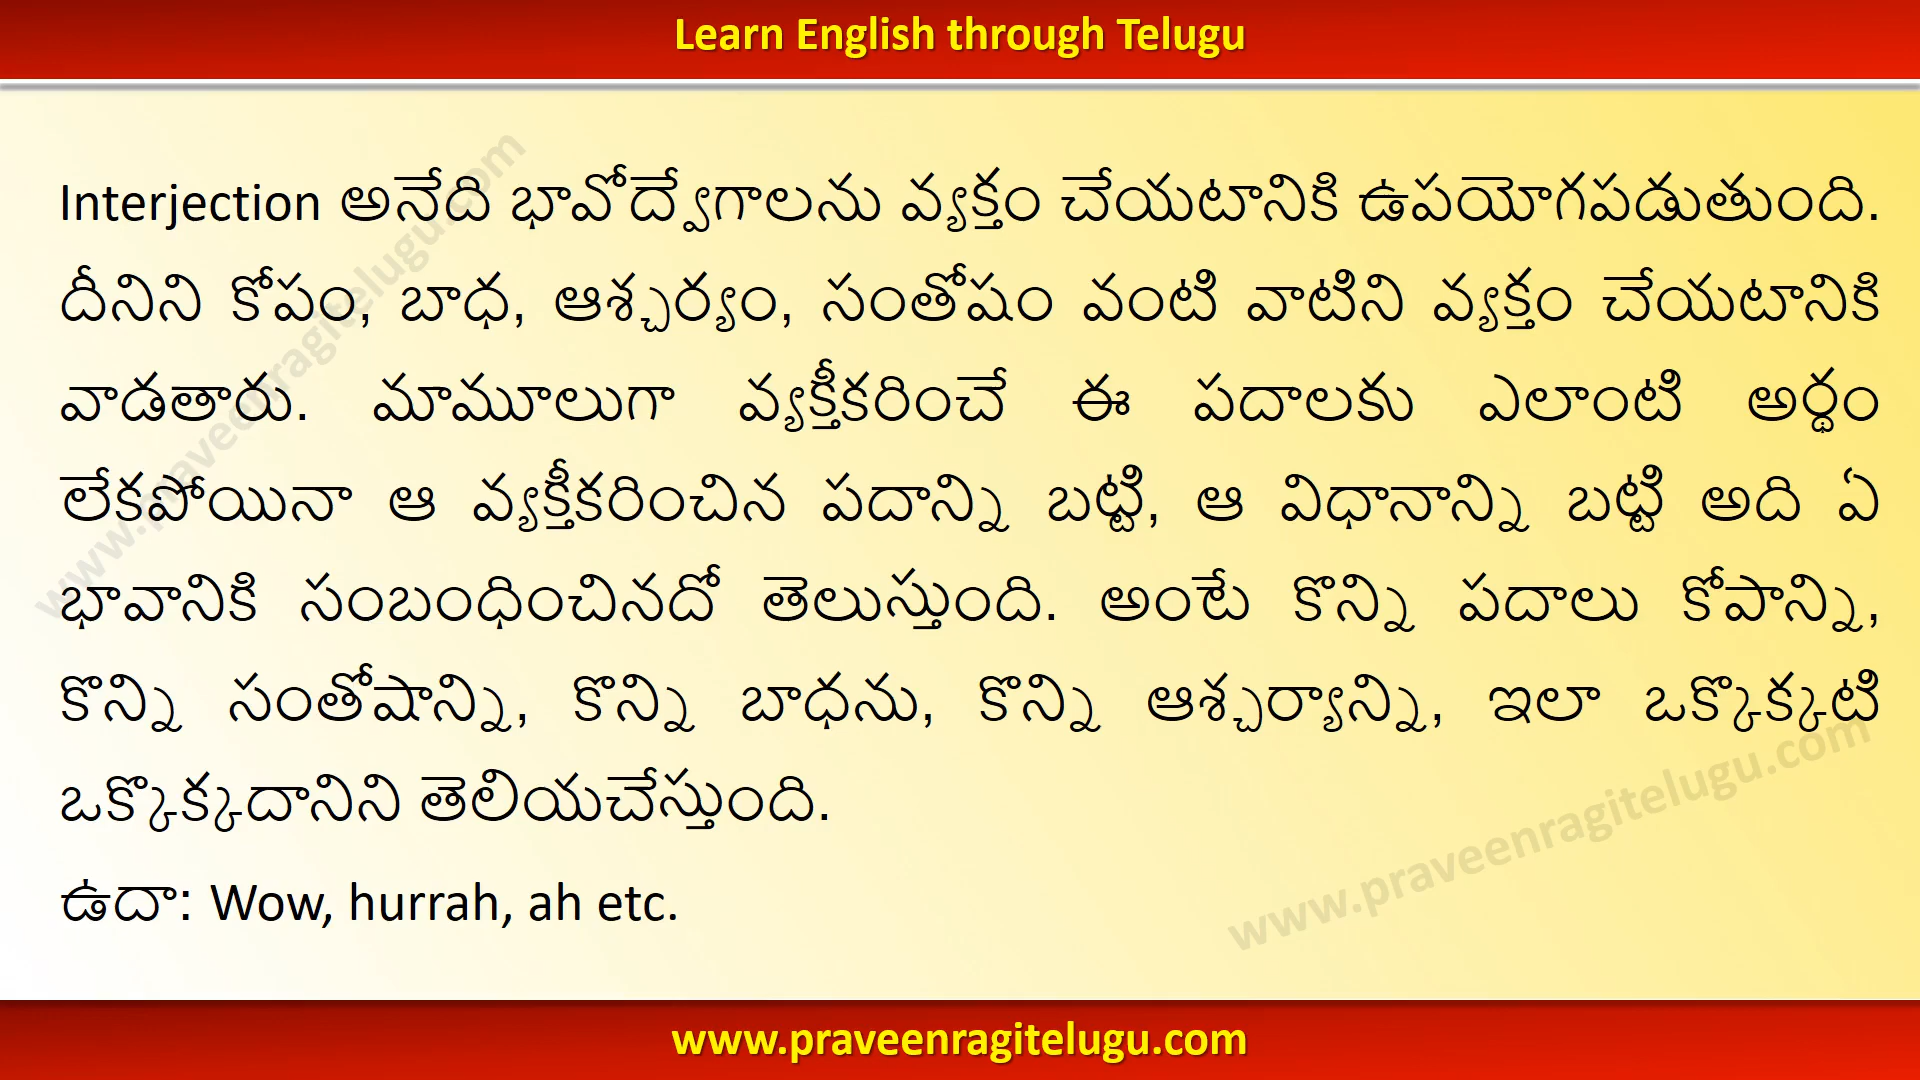 Learn English through Telugu
Interjection అనేది భావోద్వేగాలను వ్యక్తం చేయటానికి ఉపయోగపడుతుంది.
దీనిని కోపం, బాధ, ఆశ్చర్యం, సంతోషం వంటి వాటిని వ్యక్తం చేయటానికి
వాడతారు. మామూలుగా వ్యక్తీకరించే ఈ పదాలకు ఎలాంటి అర్థం
లేకపోయినా ఆ వ్యక్తీకరించిన పదాన్ని బట్టి, ఆ విధానాన్ని బట్టి అది ఏ
భావానికి సంబంధించినదో తెలుస్తుంది. అంటే కొన్ని పదాలు కోపాన్ని,
కొన్ని సంతోషాన్ని, కొన్ని బాధను, కొన్ని ఆశ్చర్యాన్ని, ఇలా ఒక్కొక్కటి
ఒక్కొక్కదానిని తెలియచేస్తుంది.
ఉదా: Wow, hurrah, ah etc.
www.praveenragitelugu.com
www.praveenragitelugu.com
www.praveenragitelugu.com